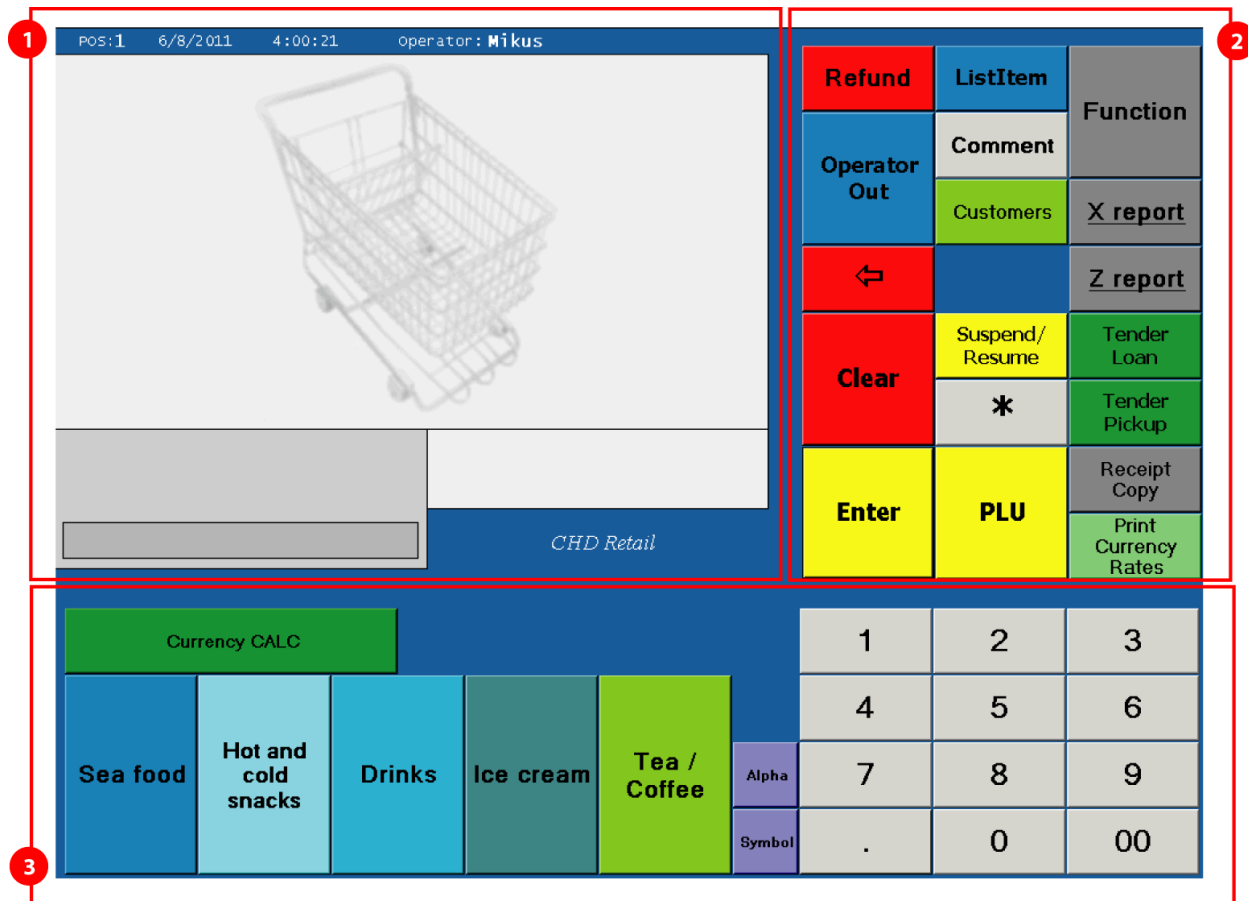 1
POS:1 6/8/2011 4:00:21 Operator: Mikus
CHD Retail
2
Refund
ListItem
Function
Operator
Out
Comment
Customers
X report
⇦
Z report
Clear
Suspend/
Resume
Tender
Loan
*
Tender
Pickup
Enter
PLU
Receipt
Copy
Print
Currency
Rates
3
Currency CALC
Sea food
Hot and
cold
snacks
Drinks
Ice cream
Tea /
Coffee
Alpha
Symbol
1 2 3
4 5 6
7 8 9
. 0 00